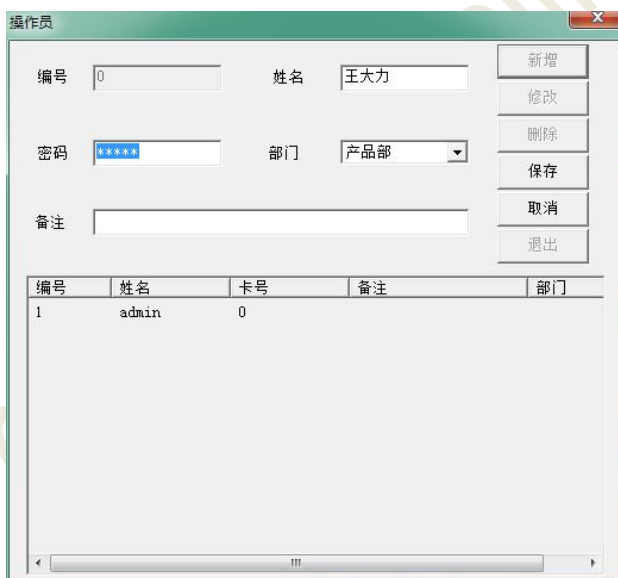 操作员
新增
编号 0 姓名 王大力
修改
删除
密码 ***** 部门 产品部
保存
取消
备注
退出
编号 姓名 卡号 备注 部门
1 admin 0